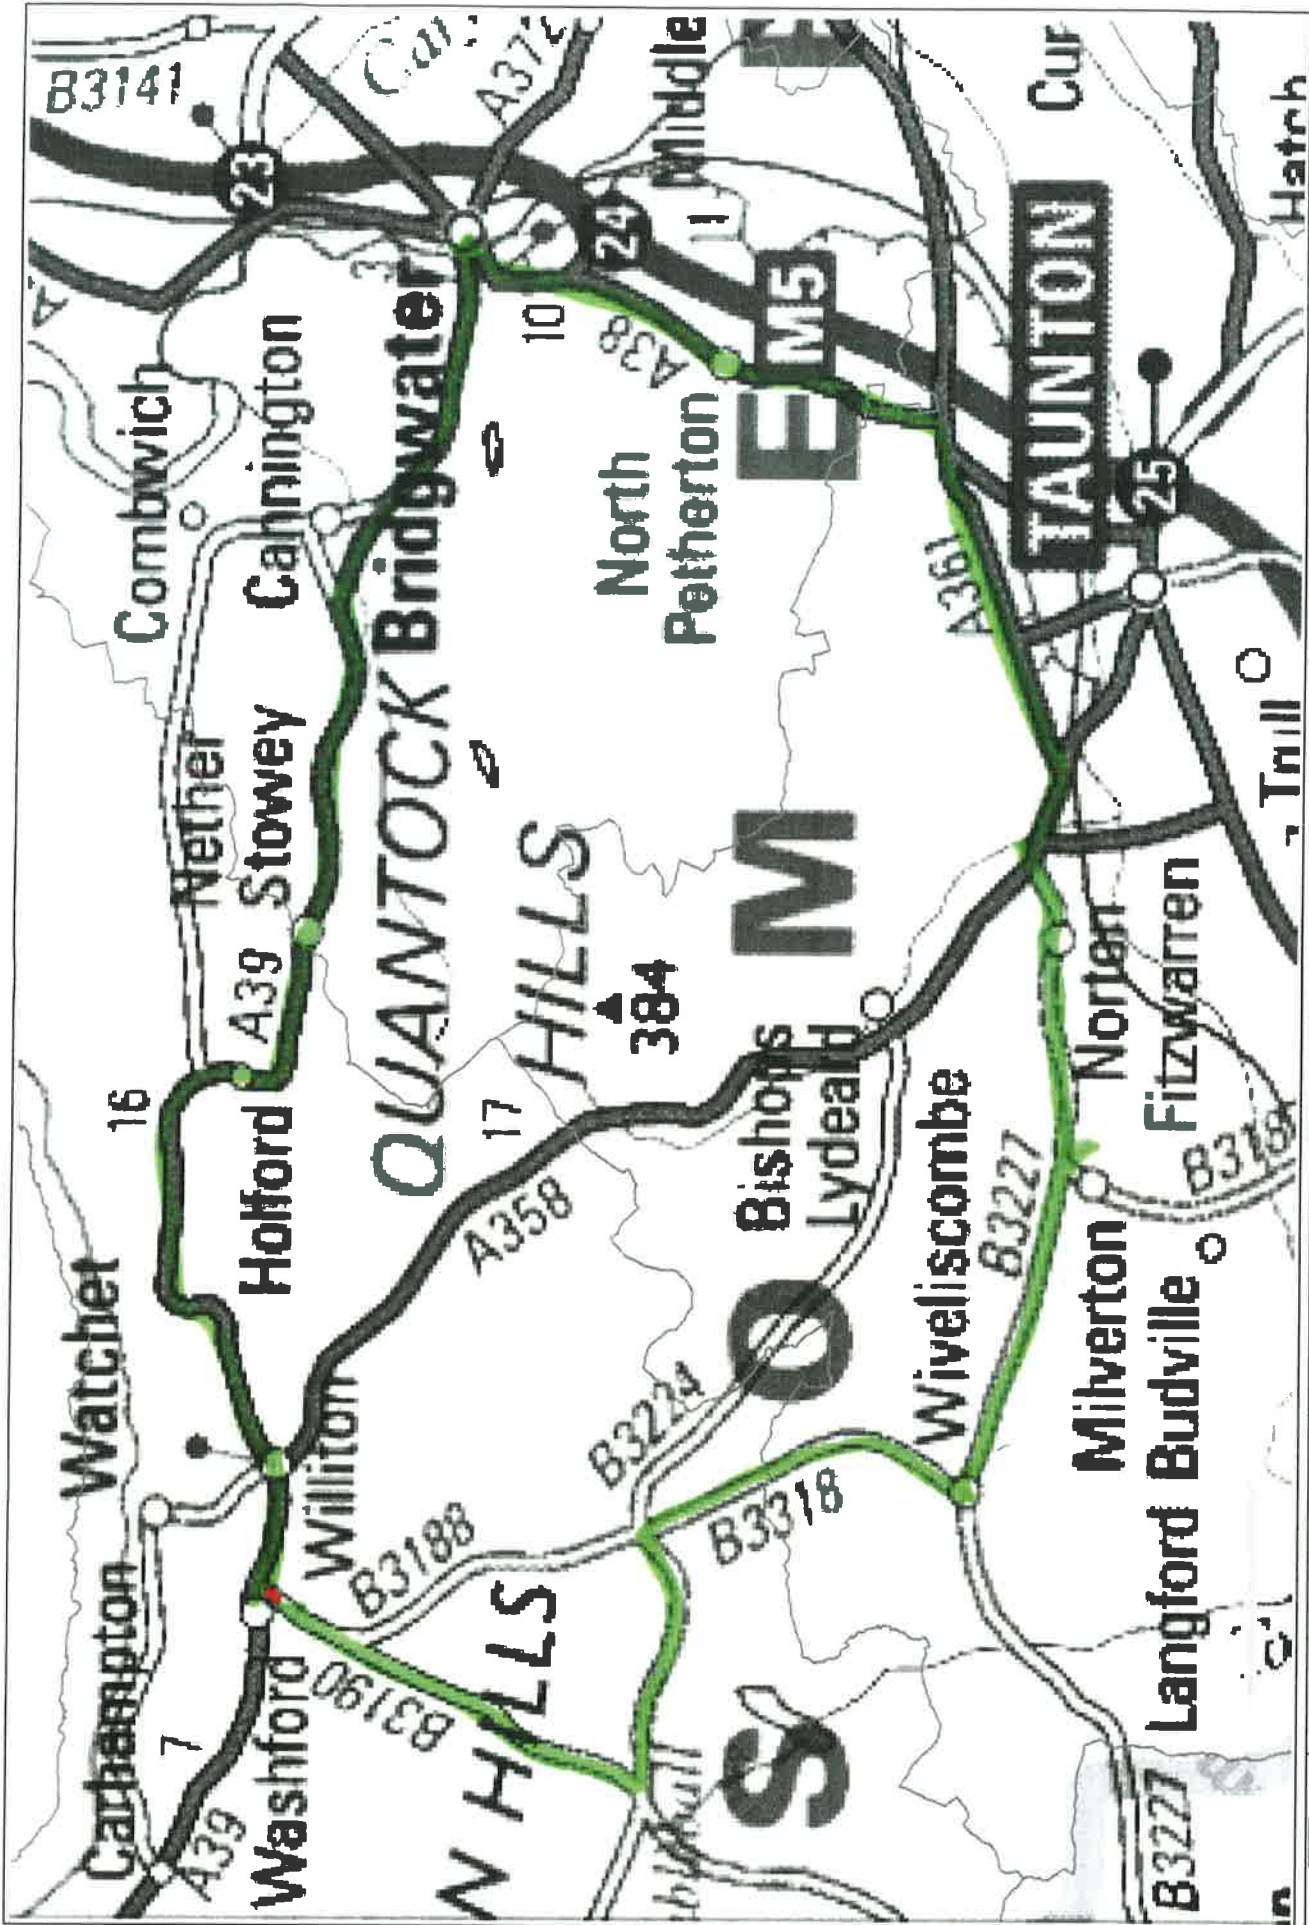 Carhampton
Watchet
16
Combwich
B3141
7
A39
Washford
Williton
Holford
A39
Nether
Stowey
Cannington
23
A
3
B3190
B3188
QUANTOCK
HILLS
384
17
A358
Bridgwater
A372
10
A38
24
N HILLS
B3224
B3318
North
Petherton
Middle
S O M E
M5
Bishops
Lydeard
Wiveliscombe
B3227
A361
TAUNTON
25
Norton
Fitzwarren
Milverton
Langford Budville
B3181
B3227
Trull
Hatch